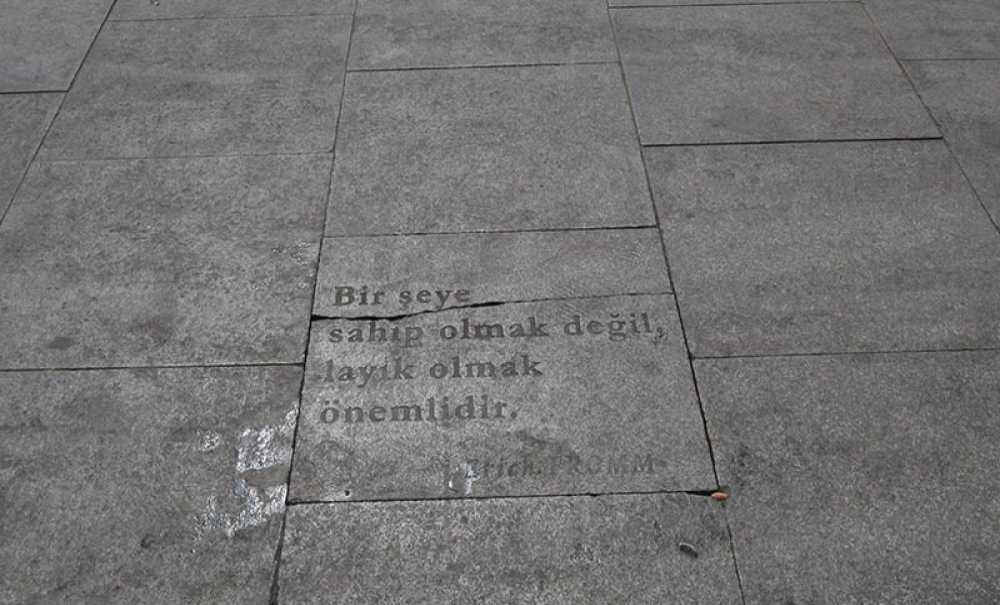 Bir şeye
sahip olmak değil,
layık olmak
önemlidir.
Erich FROMM